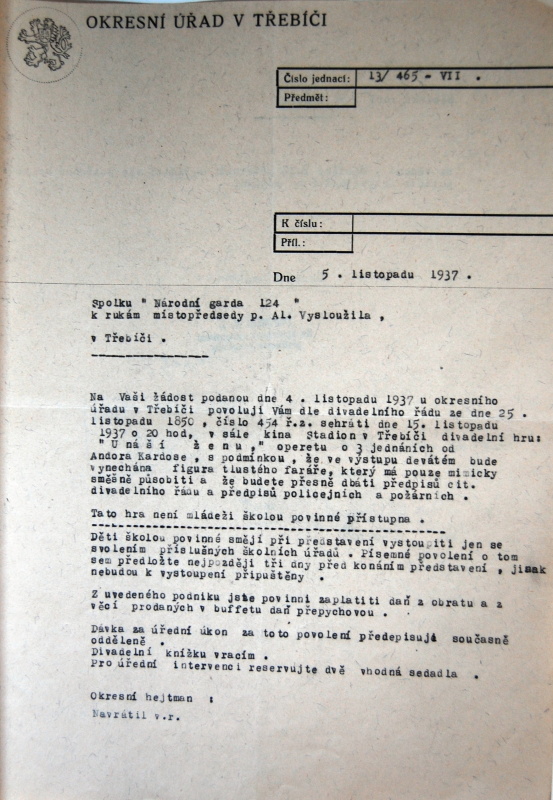 OKRESNÍ ÚŘAD V TŘEBÍČI
Číslo jednací: 13/ 465 - VII .
Předmět:
K číslu:
Příl.:
Dne 5 . listopadu 1937 .
Spolku " Národní garda 124 "
k rukám místopředsedy p. Al. Vysloužila ,
v Třebíči .
Na Vaši žádost podanou dne 4 . listopadu 1937 u okresního
úřadu v Třebíči povoluji Vám dle divadelního řádu ze dne 25 .
listopadu 1850 , číslo 454 ř.z. sehráti dne 15. listopadu
1937 o 20 hod, v sále kina Stadion v Třebíči divadelní hru:
" U n á š í ž e n u , " operetu o 3 jednáních od
Andora Kardose , s podmínkou , že ve výstupu devátém bude
vynechána figura tlustého faráře, který má pouze mimicky
směšně působiti a že budete přesně dbáti předpisů cit.
divadelního řádu a předpisů policejních a požárních .
Tato hra není mládeži školou povinné přístupna .
Děti školou povinné smějí při představení vystoupiti jen se
svolením příslušných školních úřadů . Písemné povolení o tom
sem předložte nejpozději tři dny před konáním představení , jinak
nebudou k vystoupení připuštěny .
Z uvedeného podniku jste povinni zaplatiti daň z obratu a z
věcí prodaných v buffetu daň přepychovou .
Dávka za úřední úkon za toto povolení předepisuji současně
odděleně .
Divadelní knížku vracím .
Pro úřední intervenci reservujte dvě vhodná sedadla .
Okresní hejtman :
Navrátil v.r.